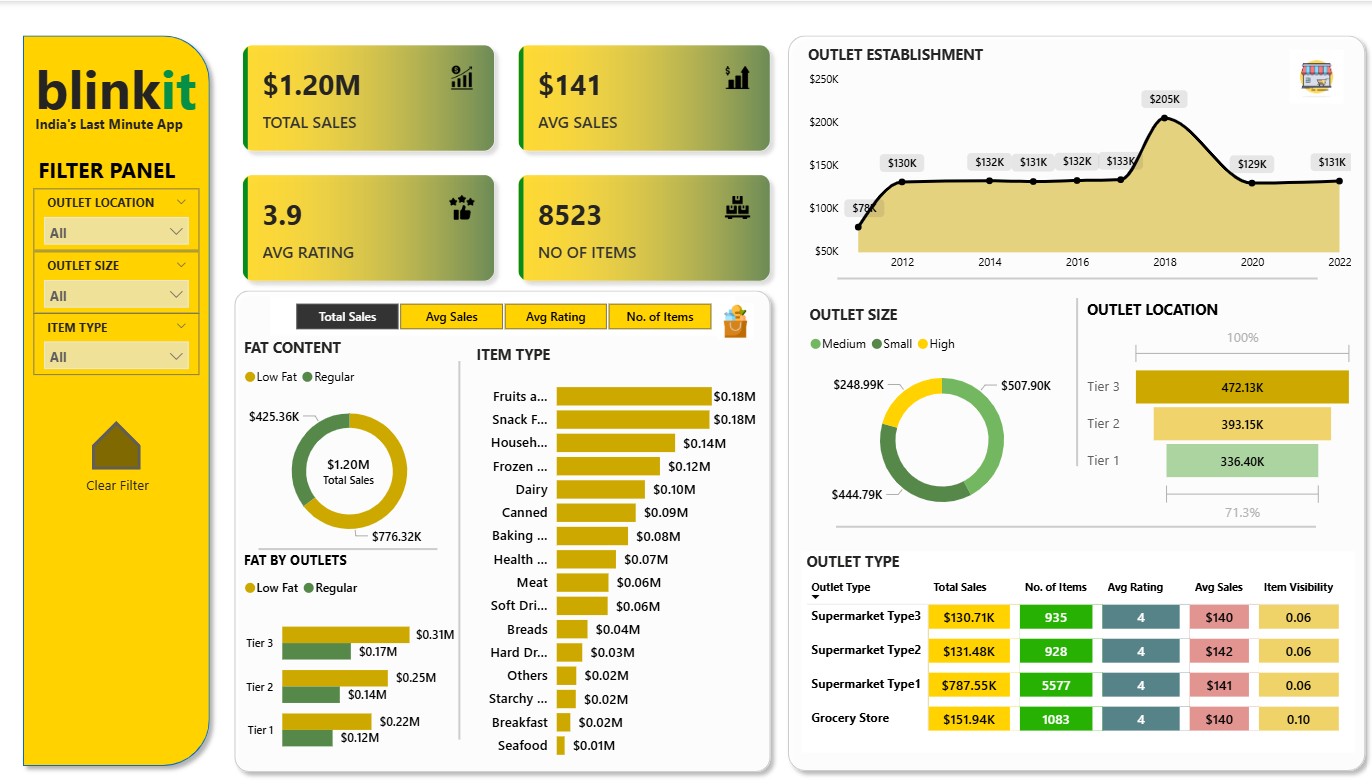 blinkit
India's Last Minute App
FILTER PANEL
OUTLET LOCATION
All
OUTLET SIZE
All
ITEM TYPE
All
Clear Filter
$1.20M
TOTAL SALES
$141
AVG SALES
3.9
AVG RATING
8523
NO OF ITEMS
Total Sales
Avg Sales
Avg Rating
No. of Items
FAT CONTENT
Low Fat
Regular
$425.36K
$1.20M
Total Sales
$776.32K
FAT BY OUTLETS
Low Fat
Regular
Tier 3
$0.31M
$0.17M
Tier 2
$0.25M
$0.14M
Tier 1
$0.22M
$0.12M
ITEM TYPE
Fruits a... $0.18M
Snack F... $0.18M
Househ... $0.14M
Frozen ... $0.12M
Dairy $0.10M
Canned $0.09M
Baking ... $0.08M
Health ... $0.07M
Meat $0.06M
Soft Dri... $0.06M
Breads $0.04M
Hard Dr... $0.03M
Others $0.02M
Starchy ... $0.02M
Breakfast $0.02M
Seafood $0.01M
OUTLET ESTABLISHMENT
$250K
$200K
$150K
$100K
$50K
$78K
$130K
$132K
$131K
$132K
$133K
$205K
$129K
$131K
2012 2014 2016 2018 2020 2022
OUTLET SIZE
Medium Small High
$248.99K
$507.90K
$444.79K
OUTLET LOCATION
100%
Tier 3 472.13K
Tier 2 393.15K
Tier 1 336.40K
71.3%
OUTLET TYPE
Outlet Type Total Sales No. of Items Avg Rating Avg Sales Item Visibility
Supermarket Type3 $130.71K 935 4 $140 0.06
Supermarket Type2 $131.48K 928 4 $142 0.06
Supermarket Type1 $787.55K 5577 4 $141 0.06
Grocery Store $151.94K 1083 4 $140 0.10